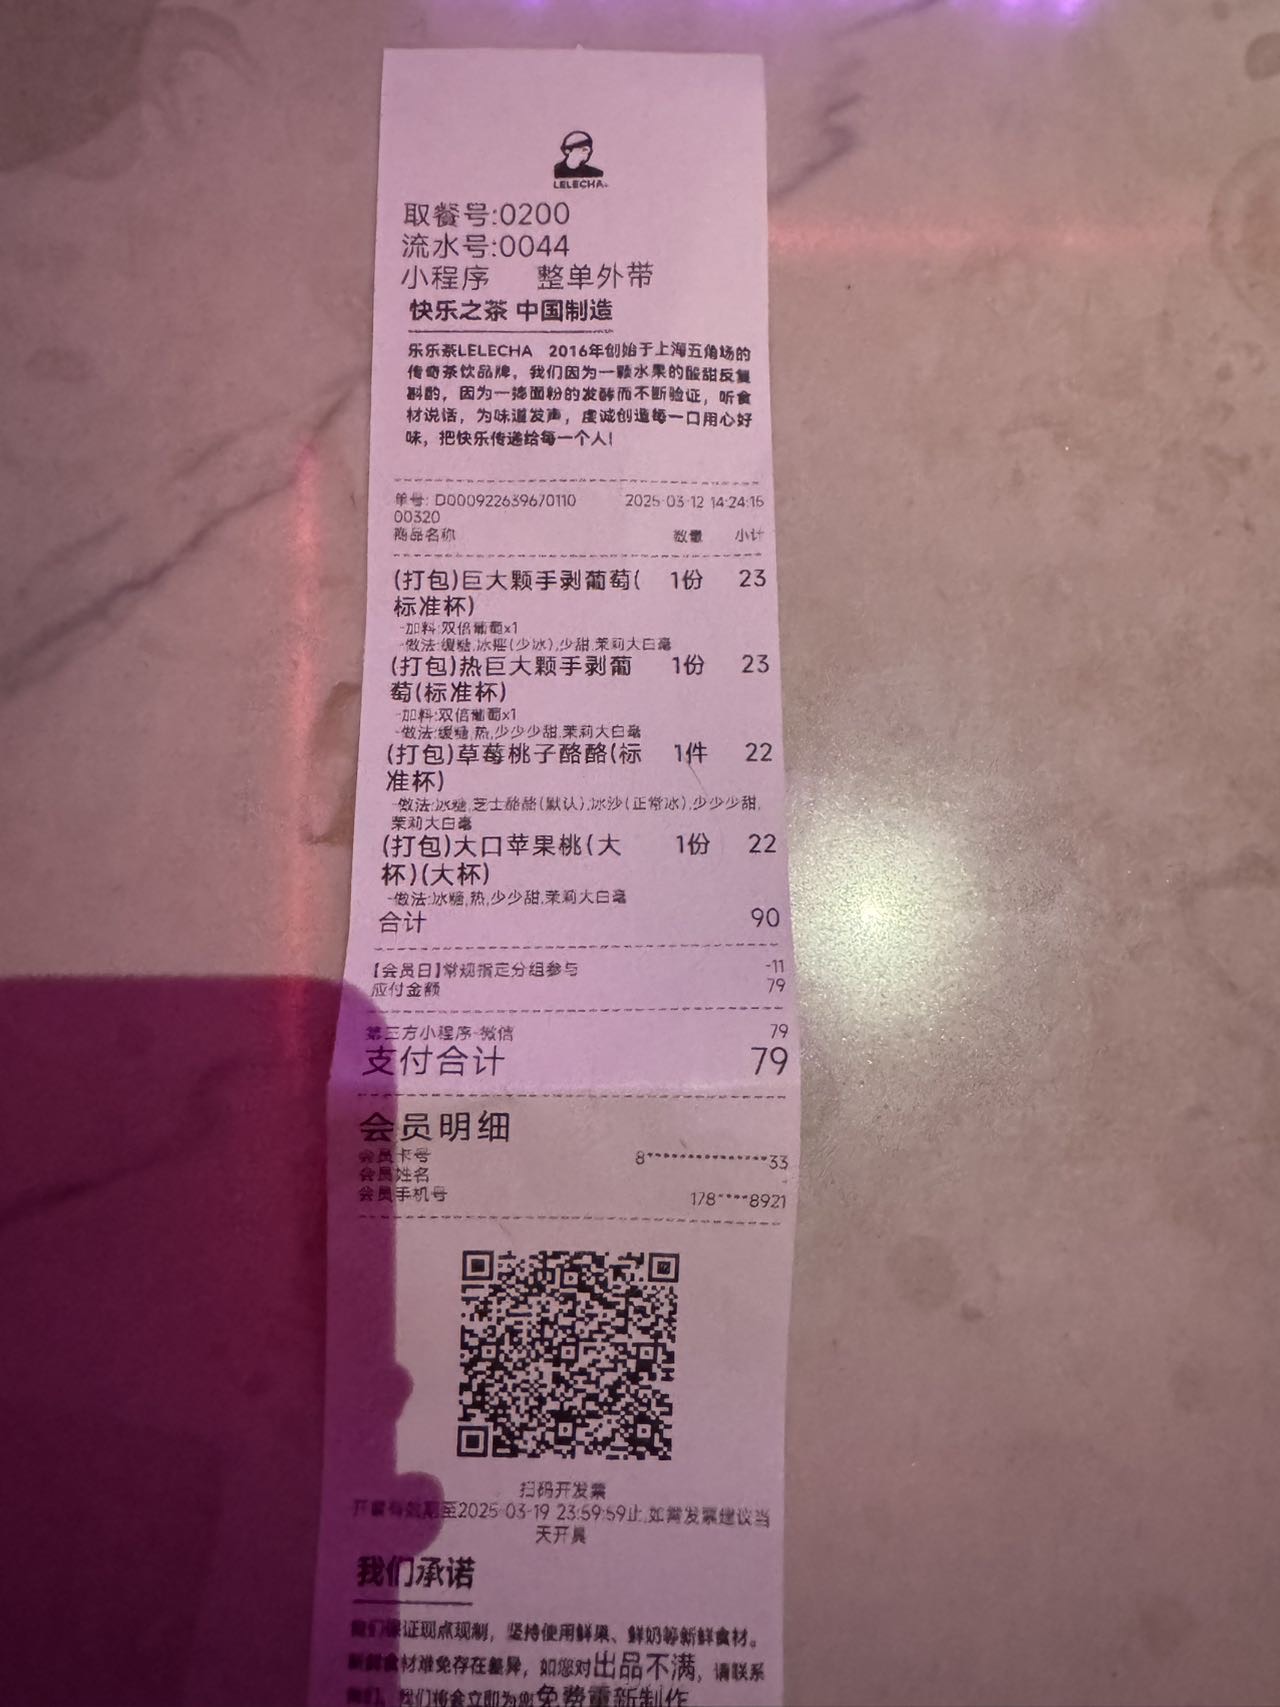 LELECHA
取餐号:0200
流水号:0044
小程序 整单外带
快乐之茶 中国制造
乐乐茶LELECHA 2016年创始于上海五角场的
传奇茶饮品牌，我们因为一颗水果的酸甜反复
斟酌，因为一捧面粉的发酵而不断验证，听食
材说话，为味道发声，虔诚创造每一口用心好
味，把快乐传递给每一个人！
单号: D000922639670110 2025-03-12 14:24:15
00320
商品名称 数量 小计
(打包)巨大颗手剥葡萄( 1份 23
标准杯)
-加料:双倍葡萄x1
-做法:缓糖,冰摇(少冰),少甜,茉莉大白毫
(打包)热巨大颗手剥葡 1份 23
萄(标准杯)
-加料:双倍葡萄x1
-做法:缓糖,热,少少少甜,茉莉大白毫
(打包)草莓桃子酪酪(标 1件 22
准杯)
-做法:冰糖,芝士酪酪(默认),冰沙(正常冰),少少少甜,
茉莉大白毫
(打包)大口苹果桃(大 1份 22
杯)(大杯)
-做法:冰糖,热,少少甜,茉莉大白毫
合计 90
【会员日】常规指定分组参与 -11
应付金额 79
第三方小程序-微信 79
支付合计 79
会员明细
会员卡号 8***************33
会员姓名
会员手机号 178****8921
扫码开发票
开票有效期至2025-03-19 23:59:59止,如需发票建议当
天开具
我们承诺
我们保证现点现制，坚持使用鲜果、鲜奶等新鲜食材。
新鲜食材难免存在差异，如您对出品不满，请联系
我们，我们将会立即为您免费重新制作